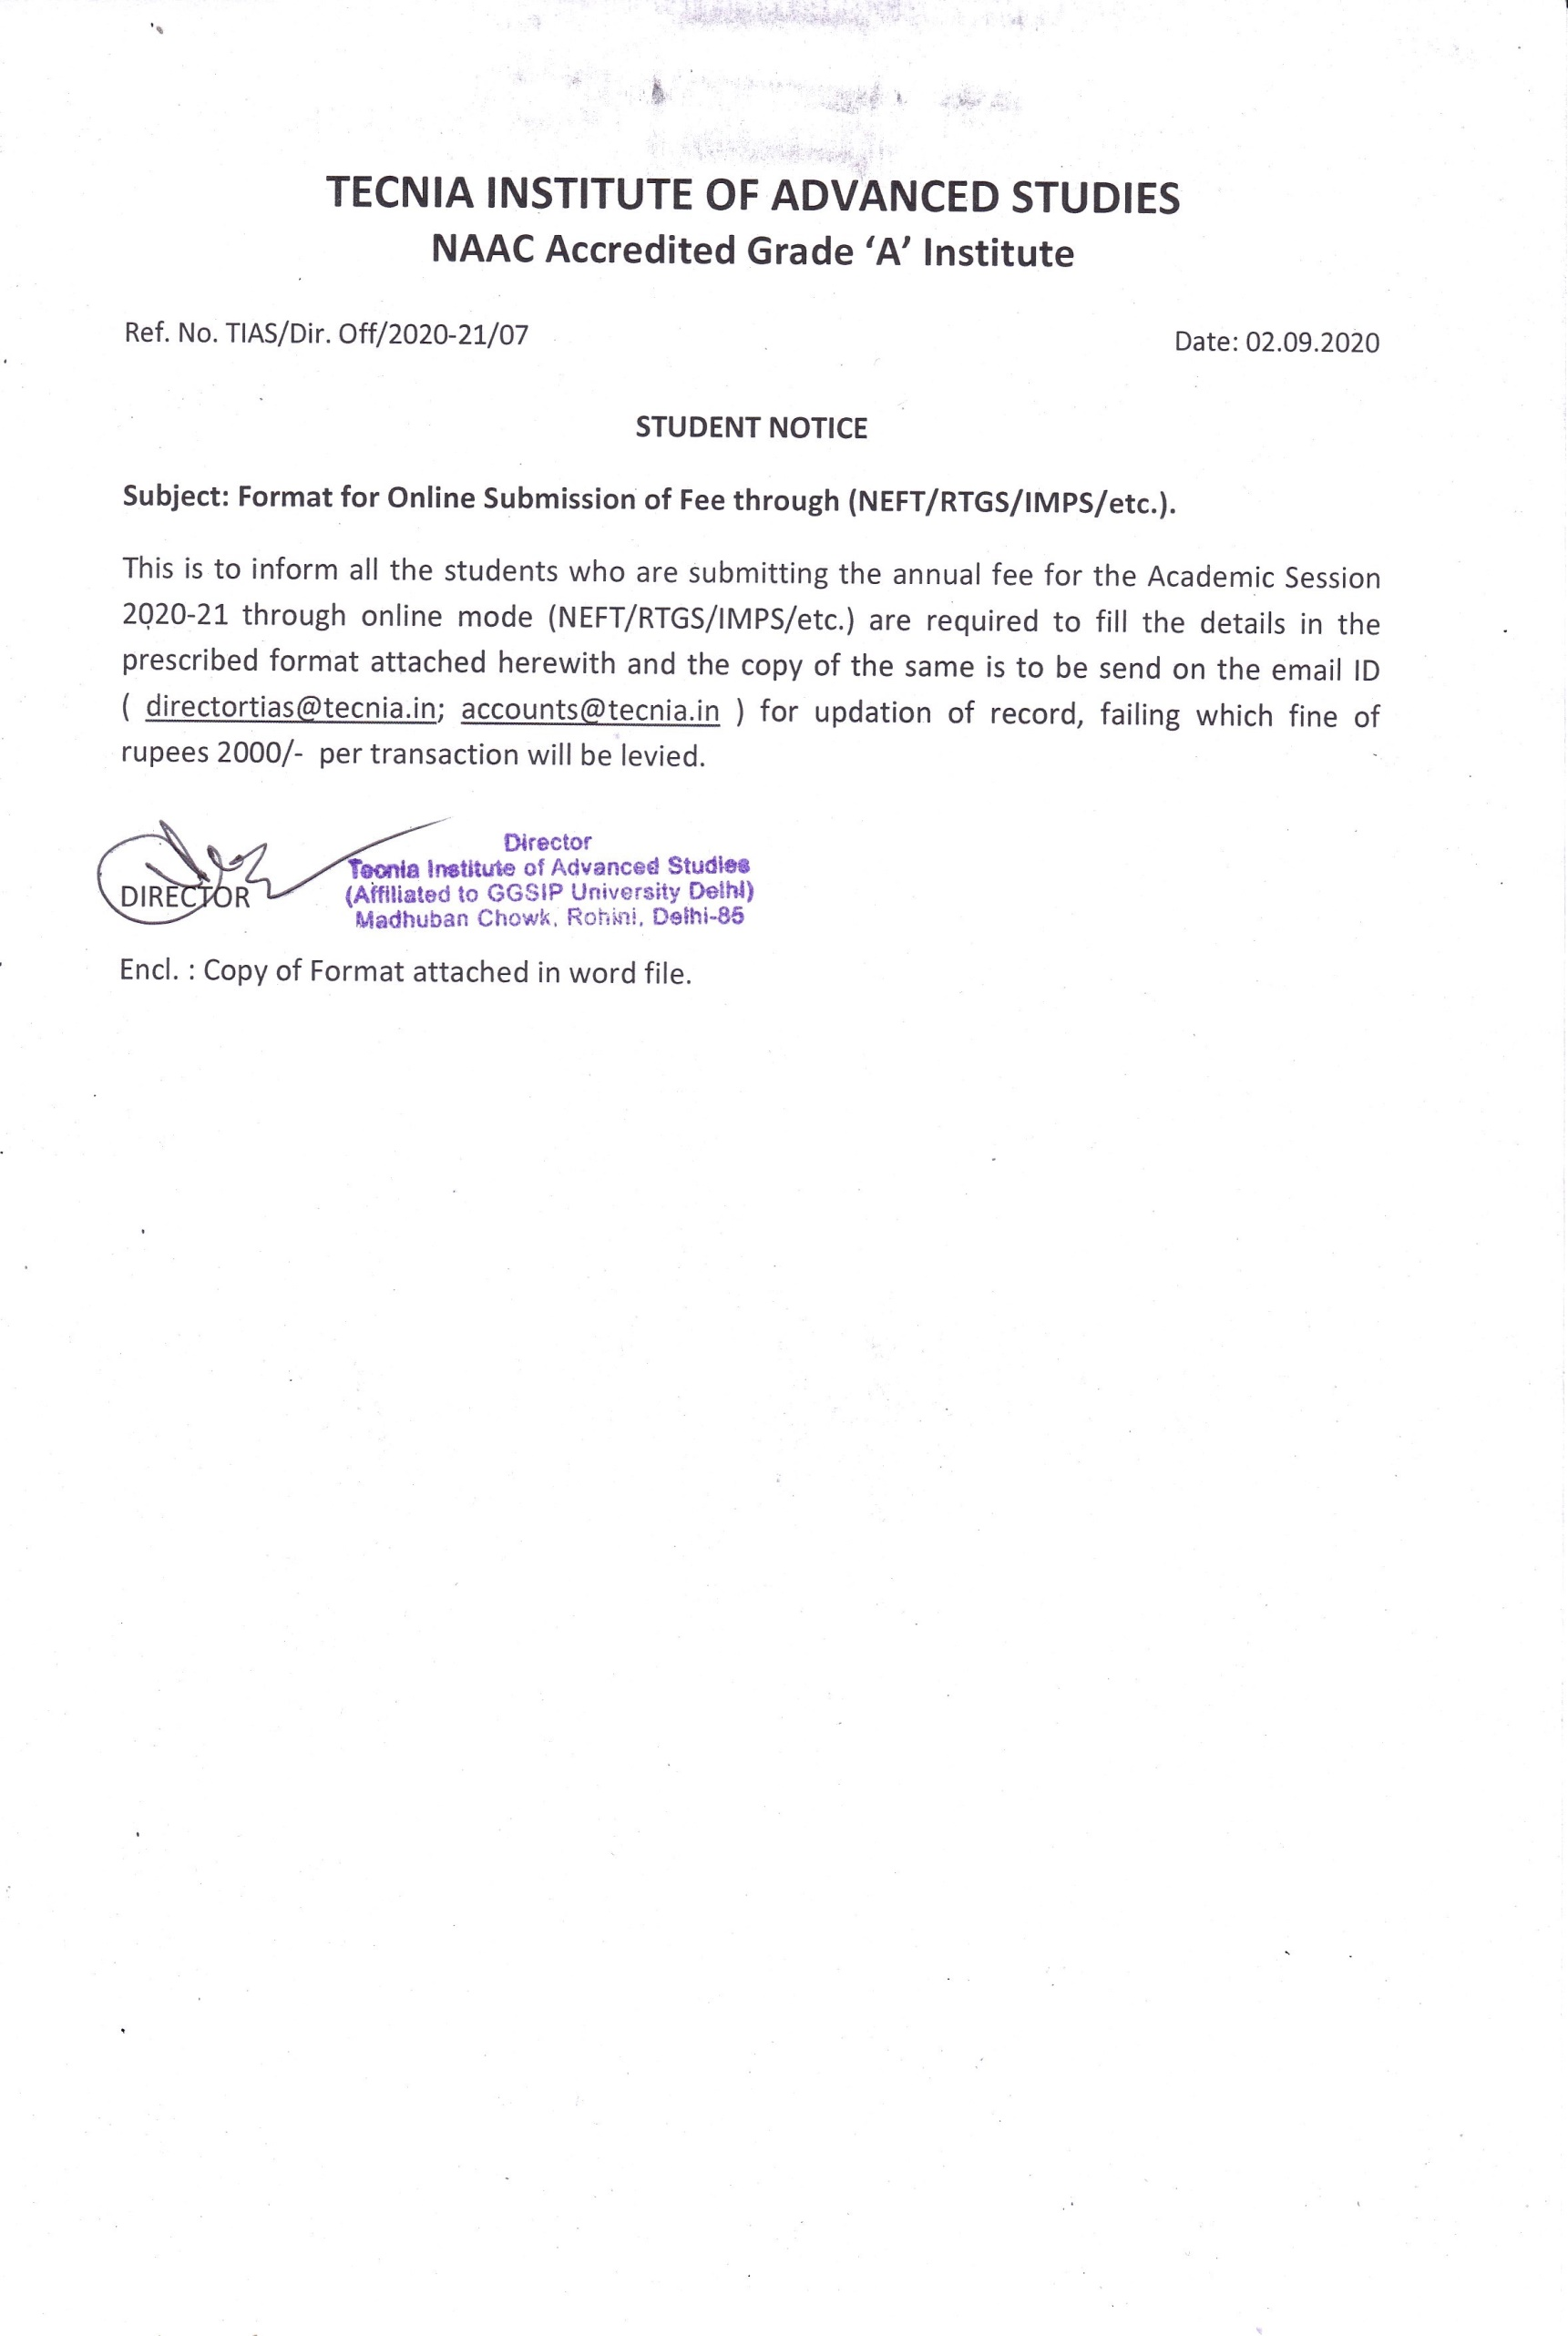 TECNIA INSTITUTE OF ADVANCED STUDIES
NAAC Accredited Grade ‘A’ Institute
Ref. No. TIAS/Dir. Off/2020-21/07
Date: 02.09.2020
STUDENT NOTICE
Subject: Format for Online Submission of Fee through (NEFT/RTGS/IMPS/etc.).
This is to inform all the students who are submitting the annual fee for the Academic Session
2020-21 through online mode (NEFT/RTGS/IMPS/etc.) are required to fill the details in the
prescribed format attached herewith and the copy of the same is to be send on the email ID
( directortias@tecnia.in; accounts@tecnia.in ) for updation of record, failing which fine of
rupees 2000/- per transaction will be levied.
DIRECTOR
Director
Tecnia Institute of Advanced Studies
(Affiliated to GGSIP University Delhi)
Madhuban Chowk, Rohini, Delhi-85
Encl. : Copy of Format attached in word file.